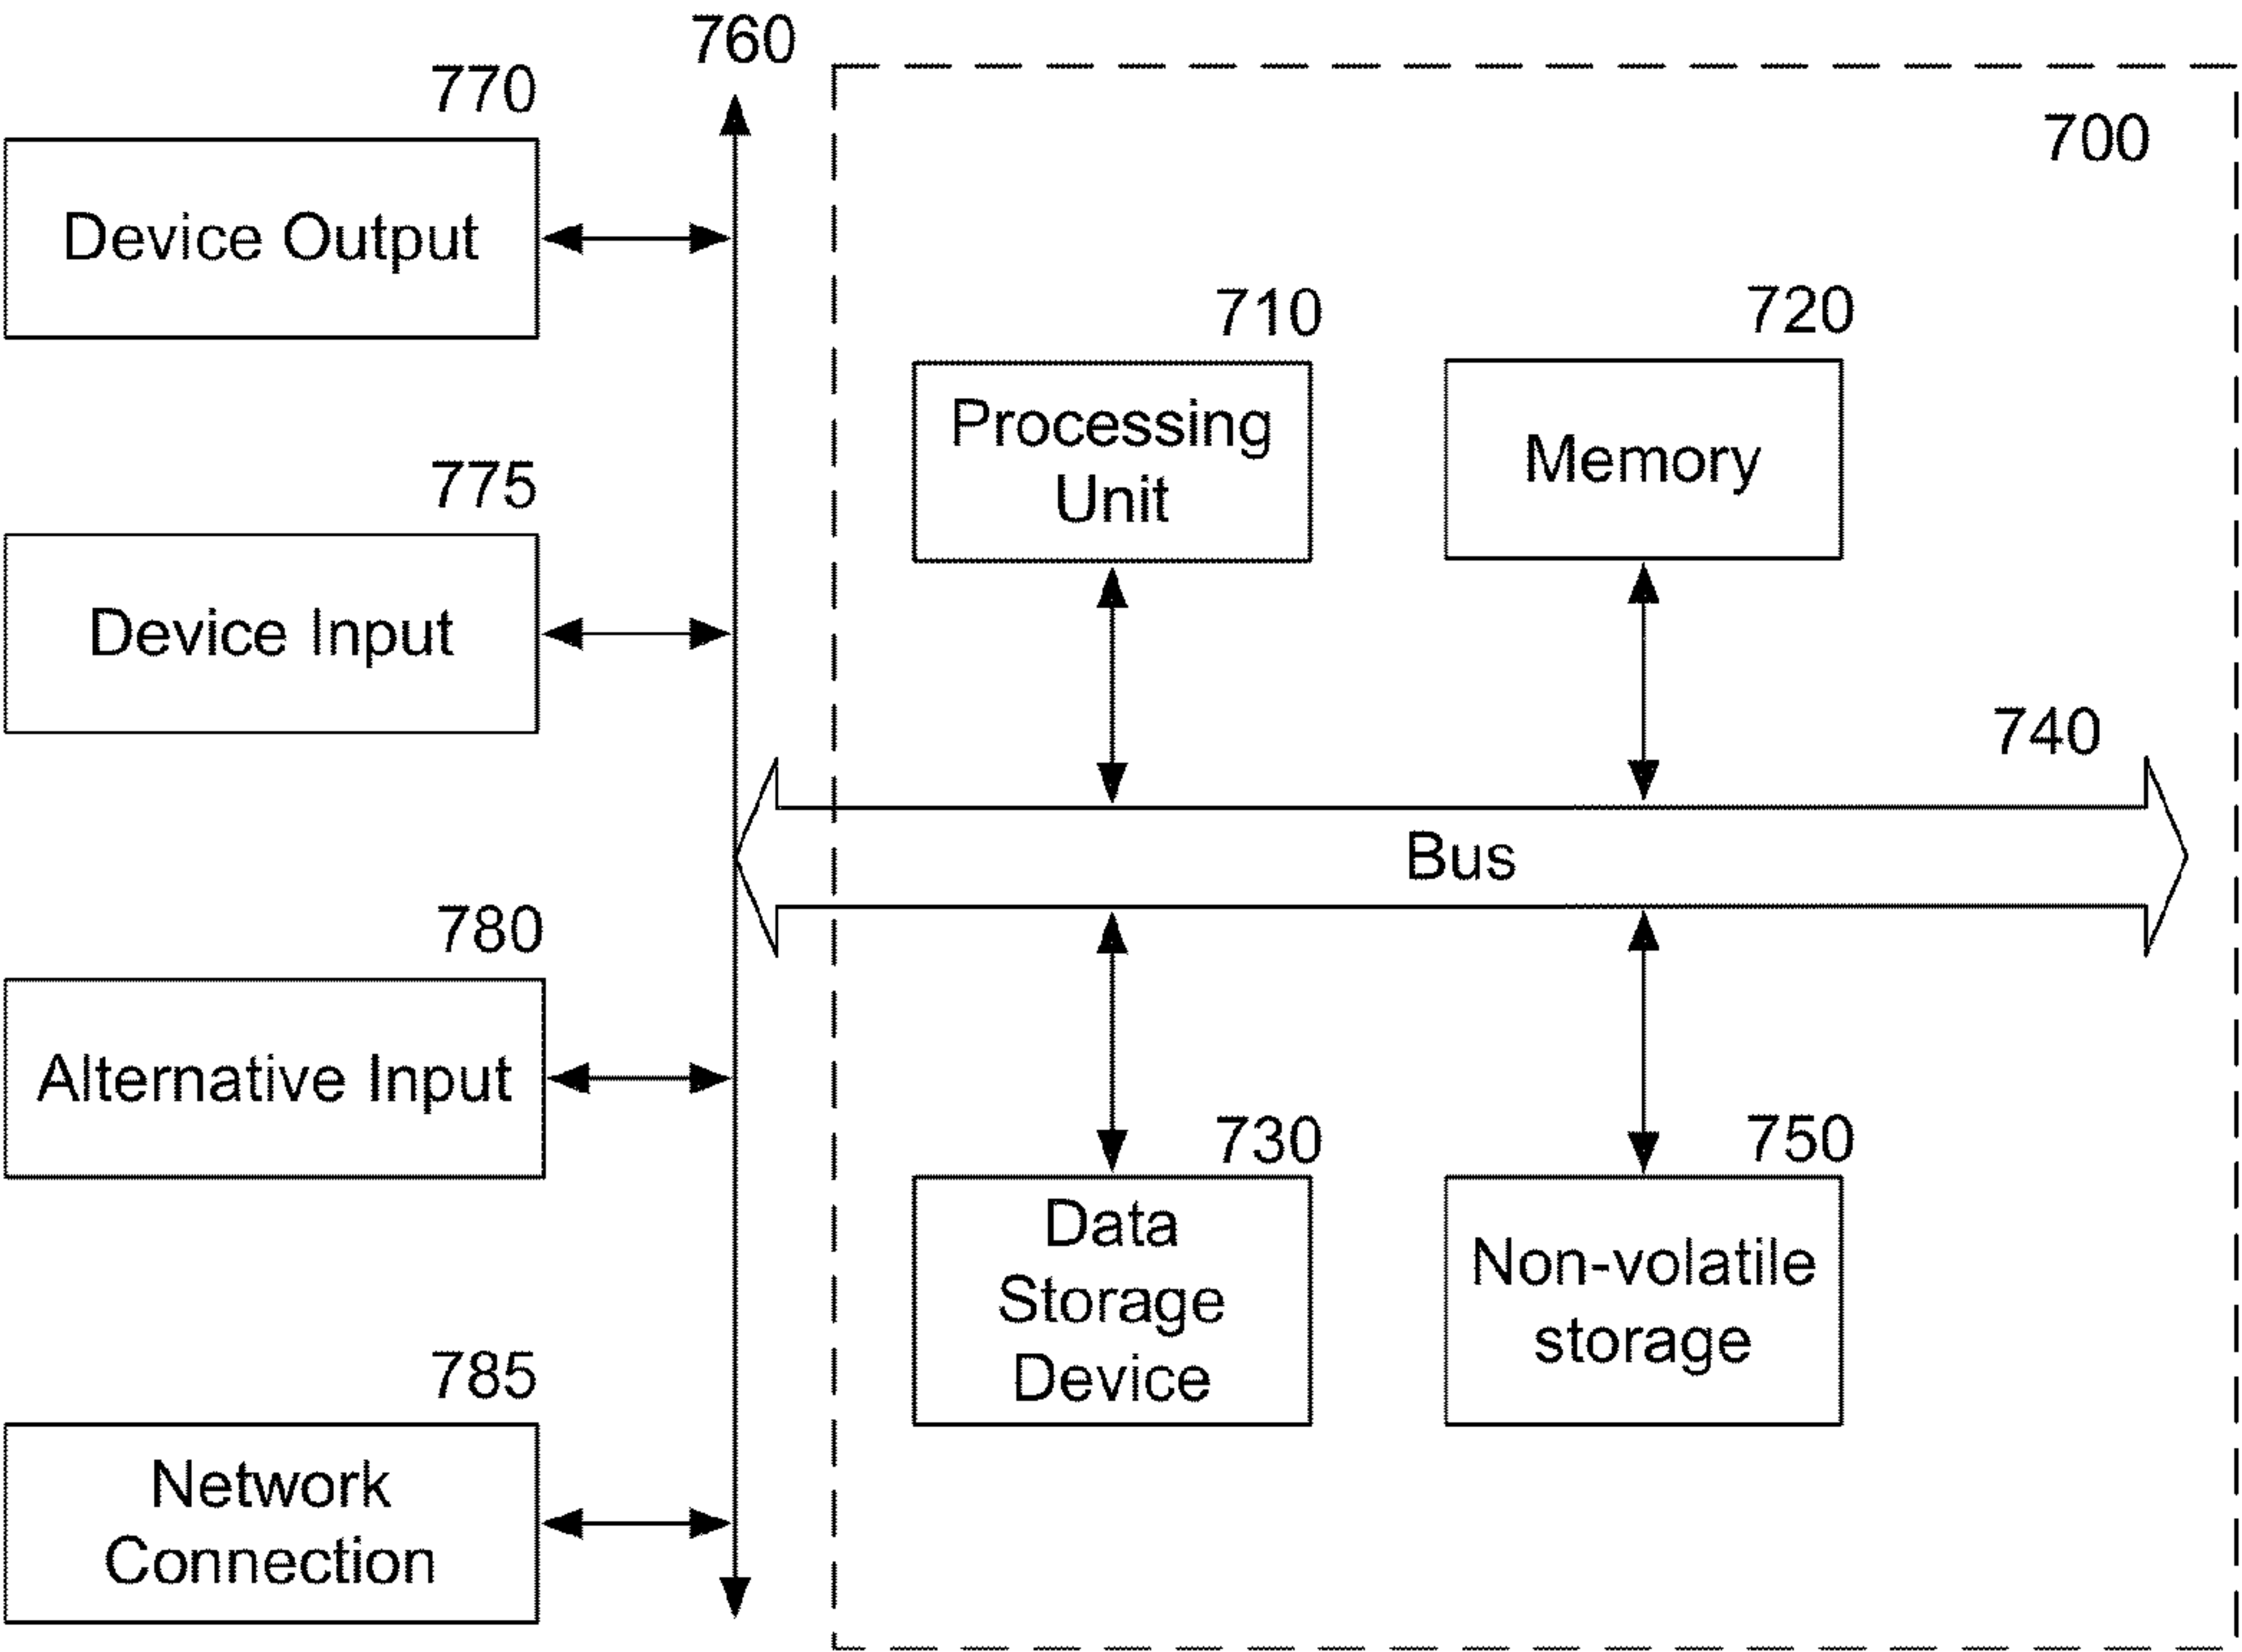 760
770
Device Output
700
710
Processing
Unit
720
Memory
775
Device Input
740
Bus
780
Alternative Input
730
Data
Storage
Device
750
Non-volatile
storage
785
Network
Connection